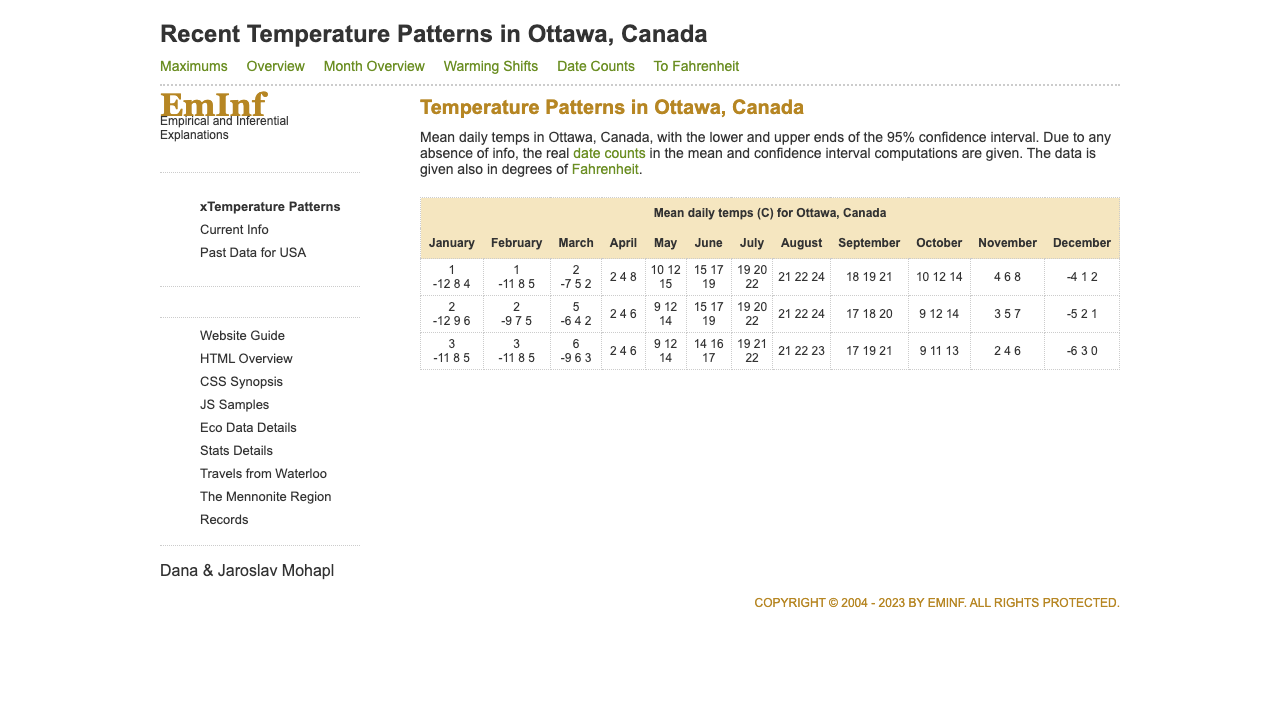 Recent Temperature Patterns in Ottawa, Canada
Maximums Overview Month Overview Warming Shifts Date Counts To Fahrenheit
EmInf
Empirical and Inferential
Explanations
xTemperature Patterns
Current Info
Past Data for USA
Website Guide
HTML Overview
CSS Synopsis
JS Samples
Eco Data Details
Stats Details
Travels from Waterloo
The Mennonite Region
Records
Dana & Jaroslav Mohapl
Temperature Patterns in Ottawa, Canada
Mean daily temps in Ottawa, Canada, with the lower and upper ends of the 95% confidence interval. Due to any
absence of info, the real date counts in the mean and confidence interval computations are given. The data is
given also in degrees of Fahrenheit.
Mean daily temps (C) for Ottawa, Canada
January February March April May June July August September October November December
1 1 2 2 4 8 10 12 15 17 19 20 21 22 24 18 19 21 10 12 14 4 6 8 -4 1 2
-12 8 4 -11 8 5 -7 5 2 15 19 22
2 2 5 2 4 6 9 12 15 17 19 20 21 22 24 17 18 20 9 12 14 3 5 7 -5 2 1
-12 9 6 -9 7 5 -6 4 2 14 19 22
3 3 6 2 4 6 9 12 14 16 19 21 21 22 23 17 19 21 9 11 13 2 4 6 -6 3 0
-11 8 5 -11 8 5 -9 6 3 14 17 22
COPYRIGHT © 2004 - 2023 BY EMINF. ALL RIGHTS PROTECTED.